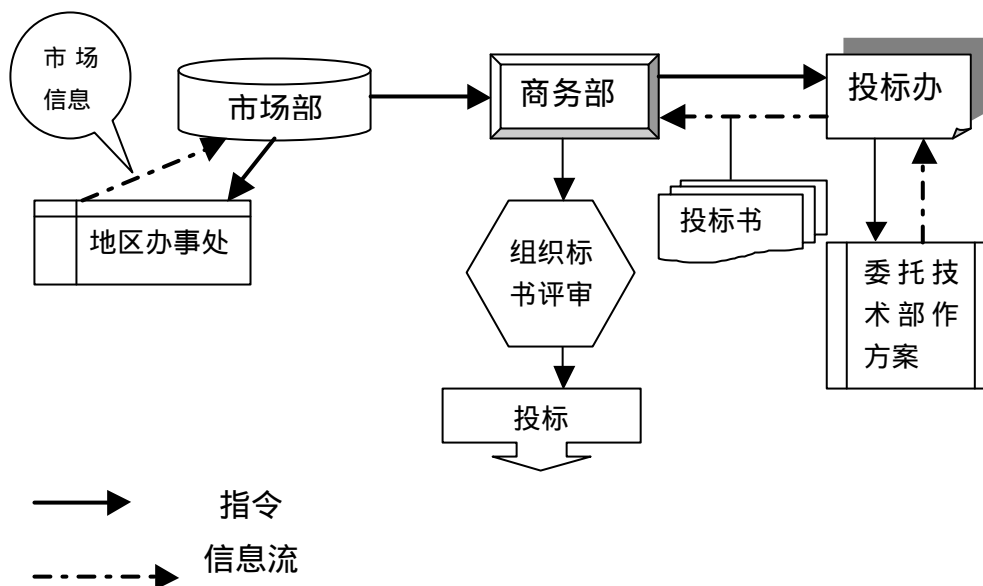 市 场
信息
市场部
商务部
投标办
地区办事处
投标书
组织标
书评审
委托技
术部作
方案
投标
指令
信息流